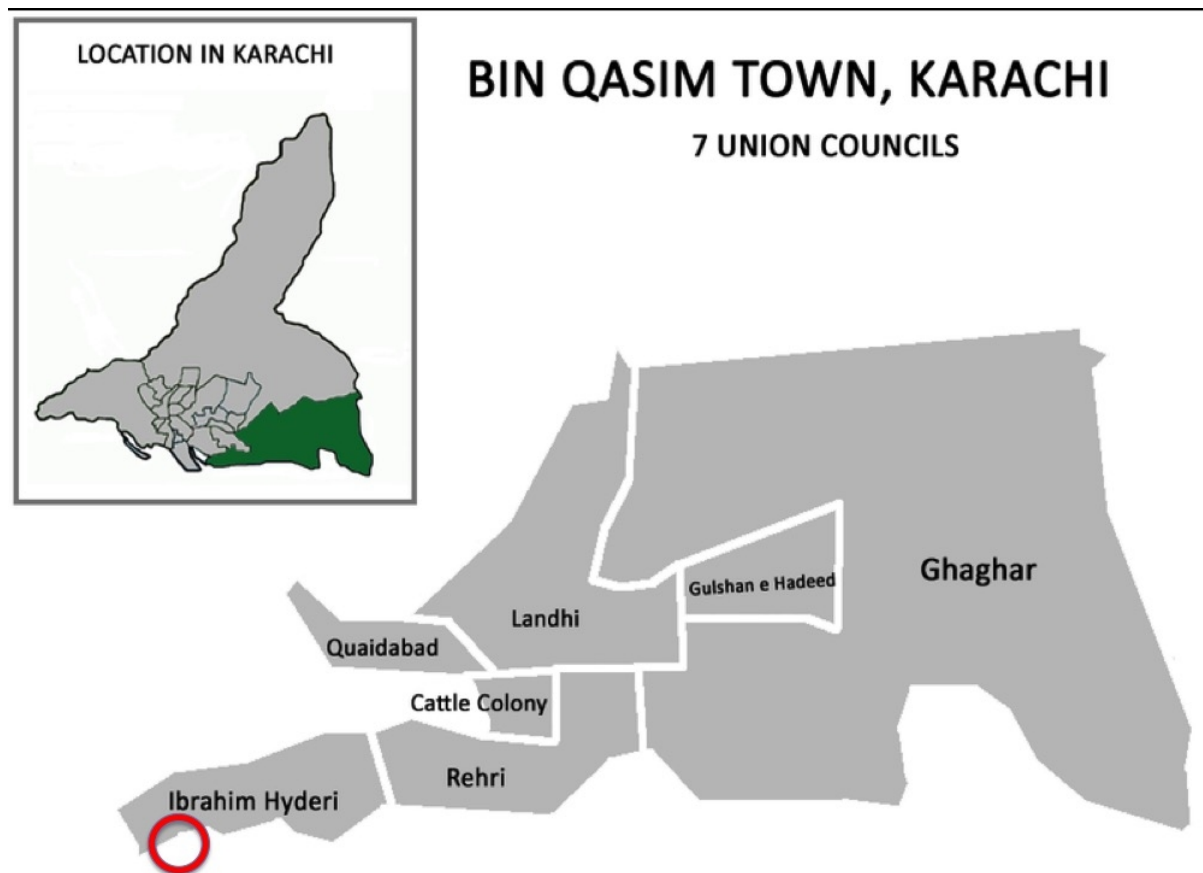 LOCATION IN KARACHI
BIN QASIM TOWN, KARACHI
7 UNION COUNCILS
Ghaghar
Gulshan e Hadeed
Landhi
Quaidabad
Cattle Colony
Rehri
Ibrahim Hyderi